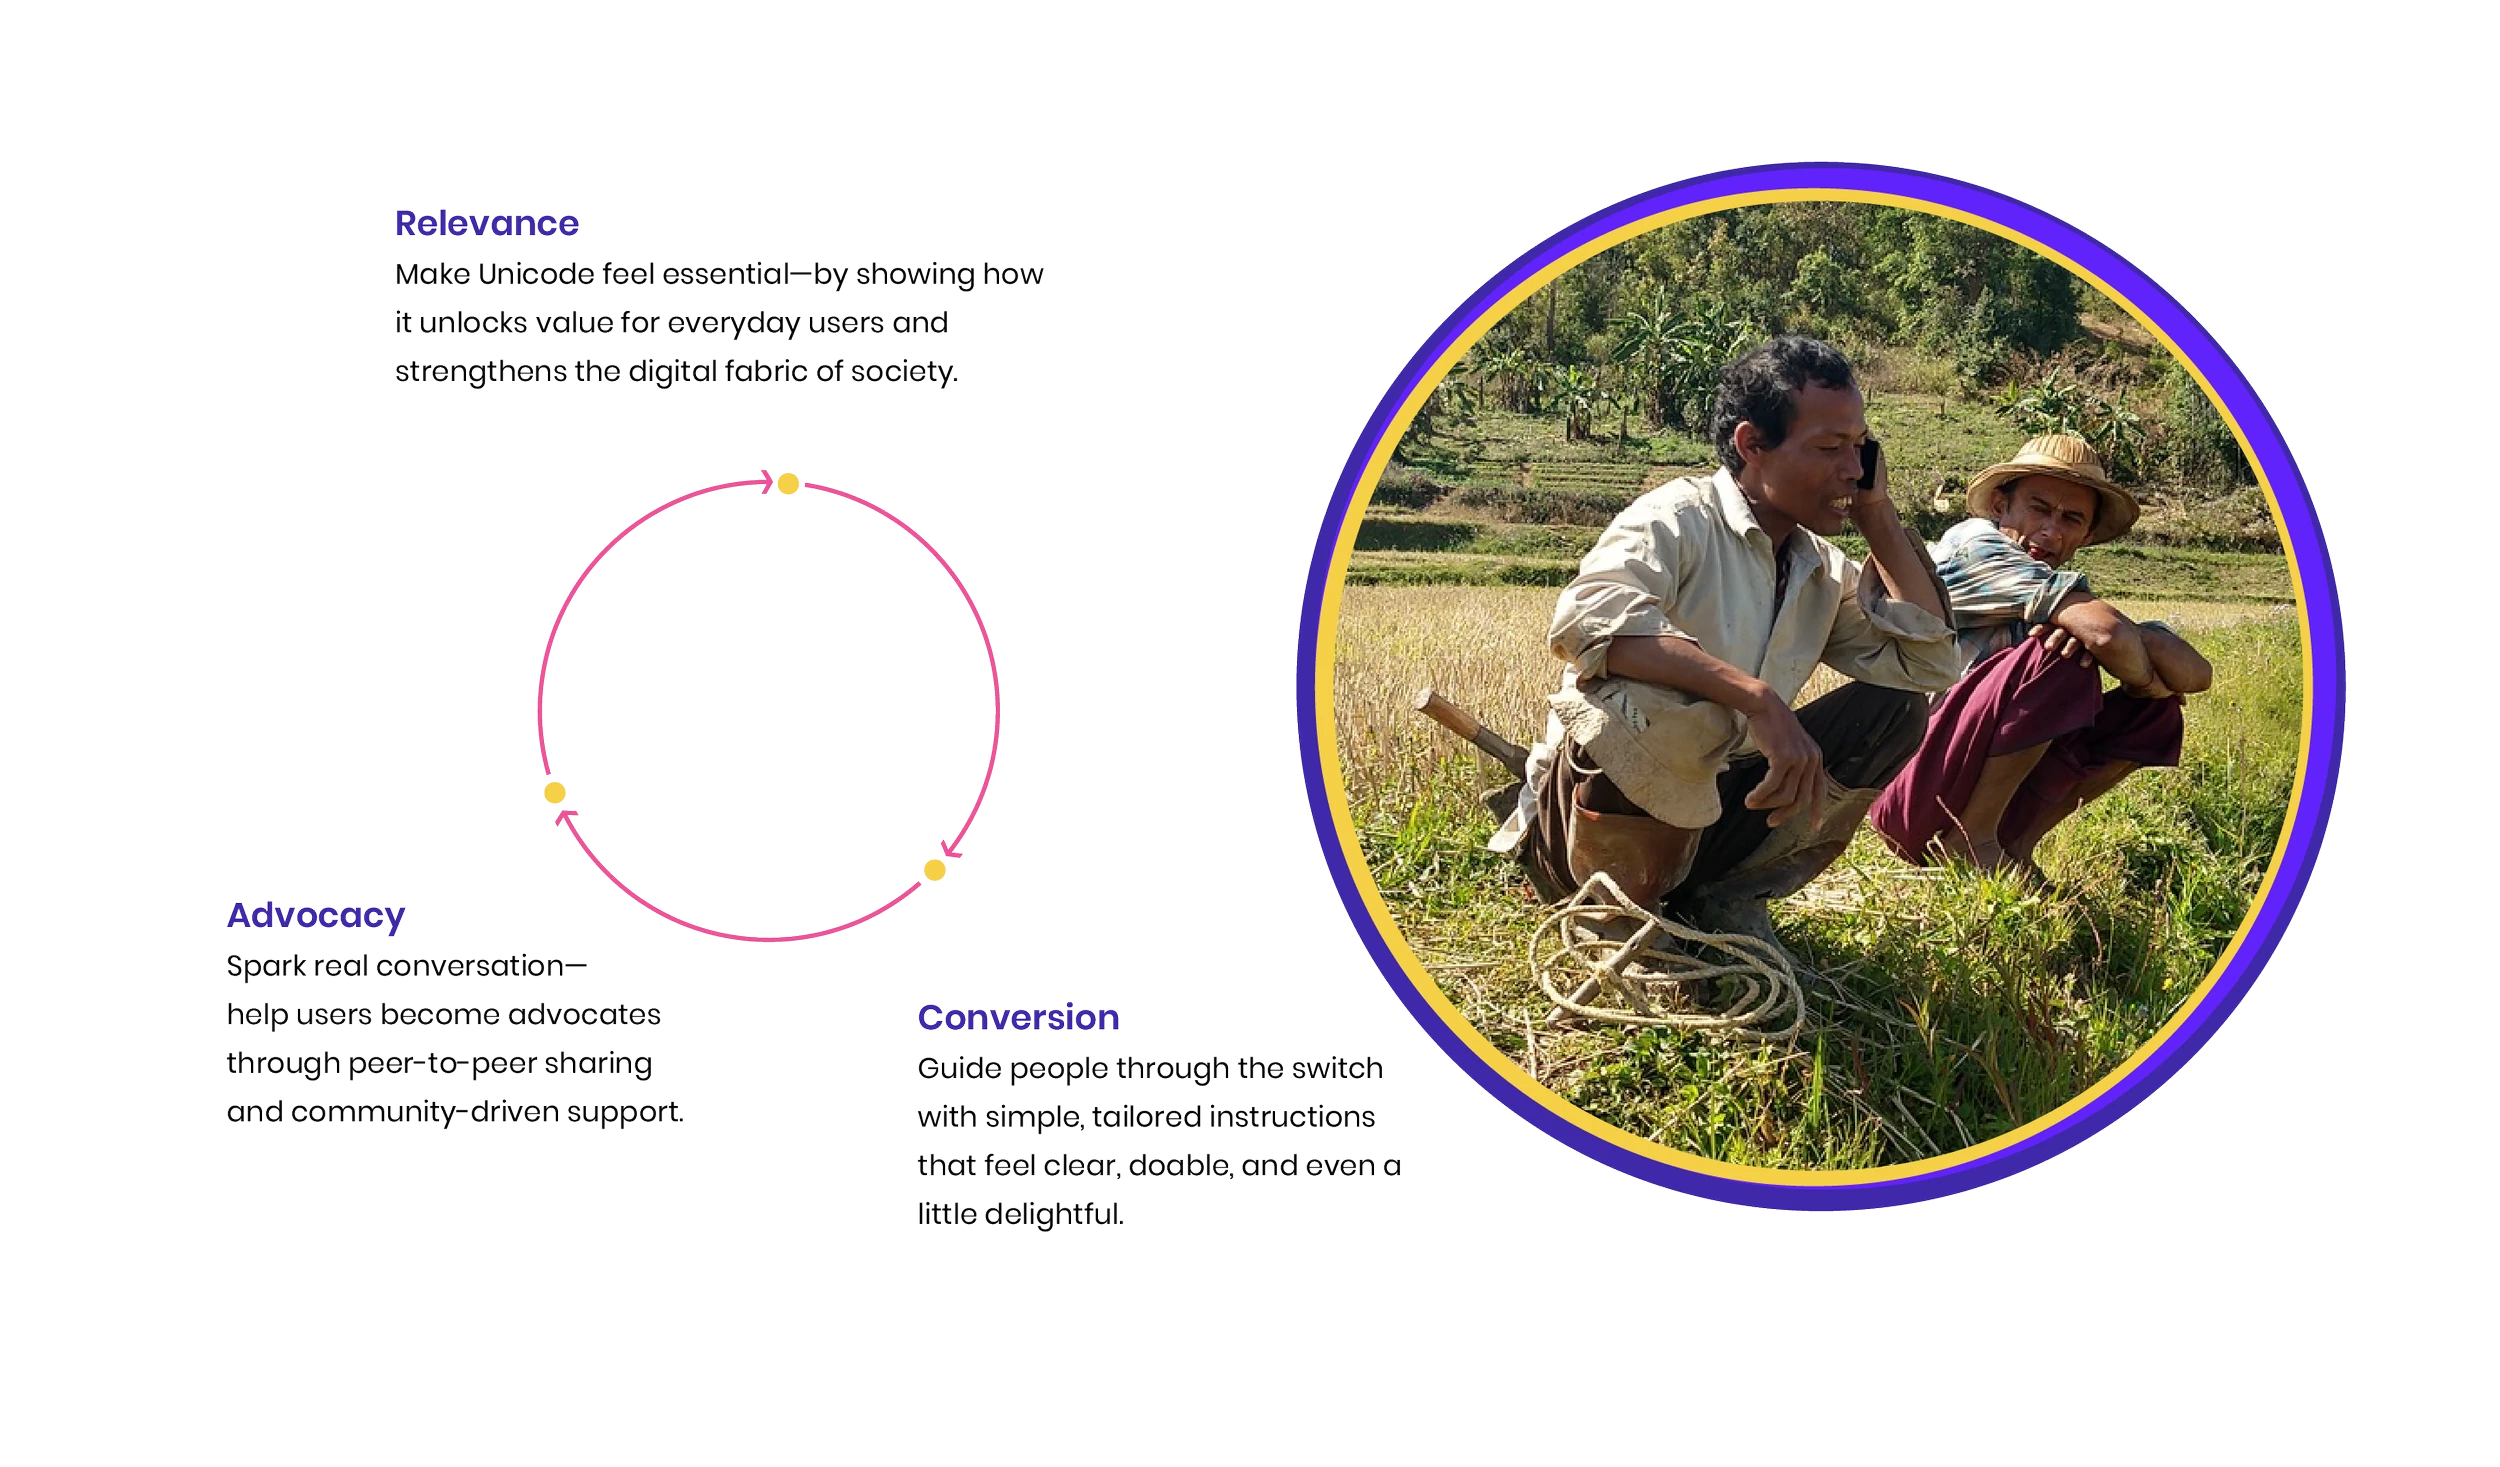 Relevance
Make Unicode feel essential—by showing how
it unlocks value for everyday users and
strengthens the digital fabric of society.
Advocacy
Spark real conversation—
help users become advocates
through peer-to-peer sharing
and community-driven support.
Conversion
Guide people through the switch
with simple, tailored instructions
that feel clear, doable, and even a
little delightful.